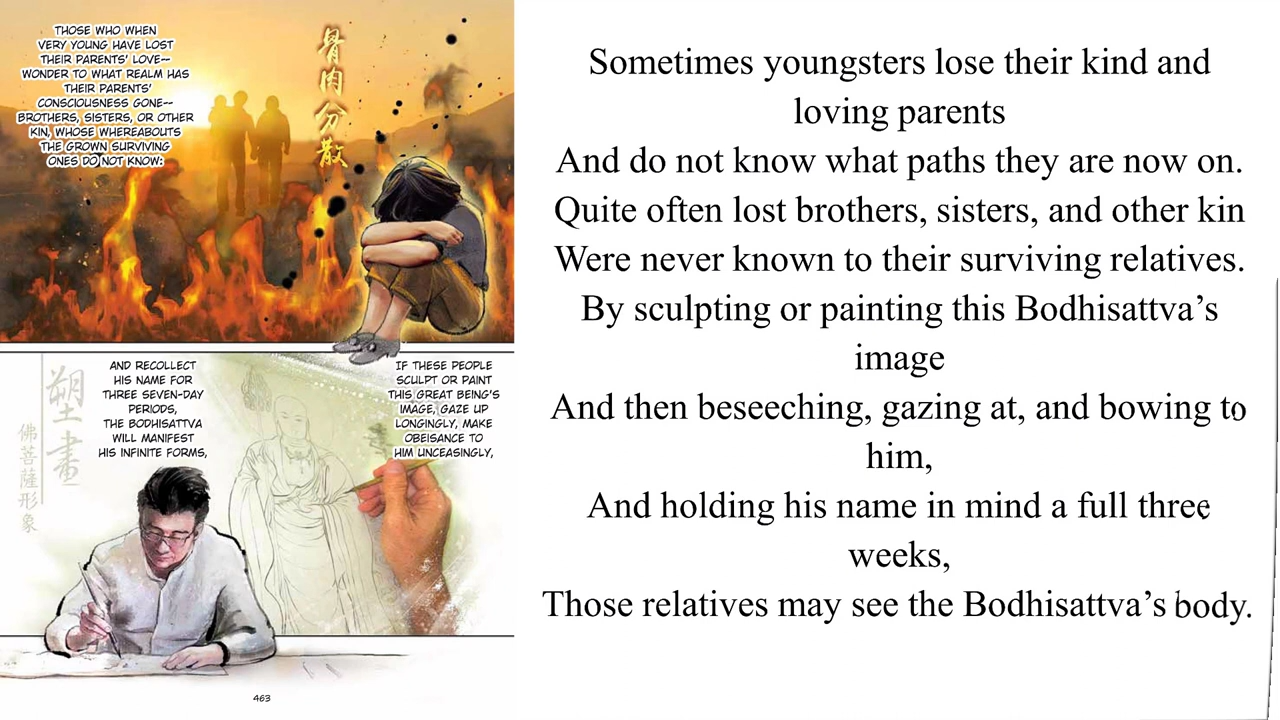 THOSE WHO WHEN
VERY YOUNG HAVE LOST
THEIR PARENTS' LOVE--
WONDER TO WHAT REALM HAS
THEIR PARENTS'
CONSCIOUSNESS GONE--
BROTHERS, SISTERS, OR OTHER
KIN, WHOSE WHEREABOUTS
THE GROWN SURVIVING
ONES DO NOT KNOW:
骨肉分散
IF THESE PEOPLE
SCULPT OR PAINT
THIS GREAT BEING'S
IMAGE, GAZE UP
LONGINGLY, MAKE
OBEISANCE TO
HIM UNCEASINGLY,
AND RECOLLECT
HIS NAME FOR
THREE SEVEN-DAY
PERIODS,
THE BODHISATTVA
WILL MANIFEST
HIS INFINITE FORMS,
塑畫
佛菩薩形象
463
Sometimes youngsters lose their kind and
loving parents
And do not know what paths they are now on.
Quite often lost brothers, sisters, and other kin
Were never known to their surviving relatives.
By sculpting or painting this Bodhisattva’s
image
And then beseeching, gazing at, and bowing to
him,
And holding his name in mind a full three
weeks,
Those relatives may see the Bodhisattva’s body.